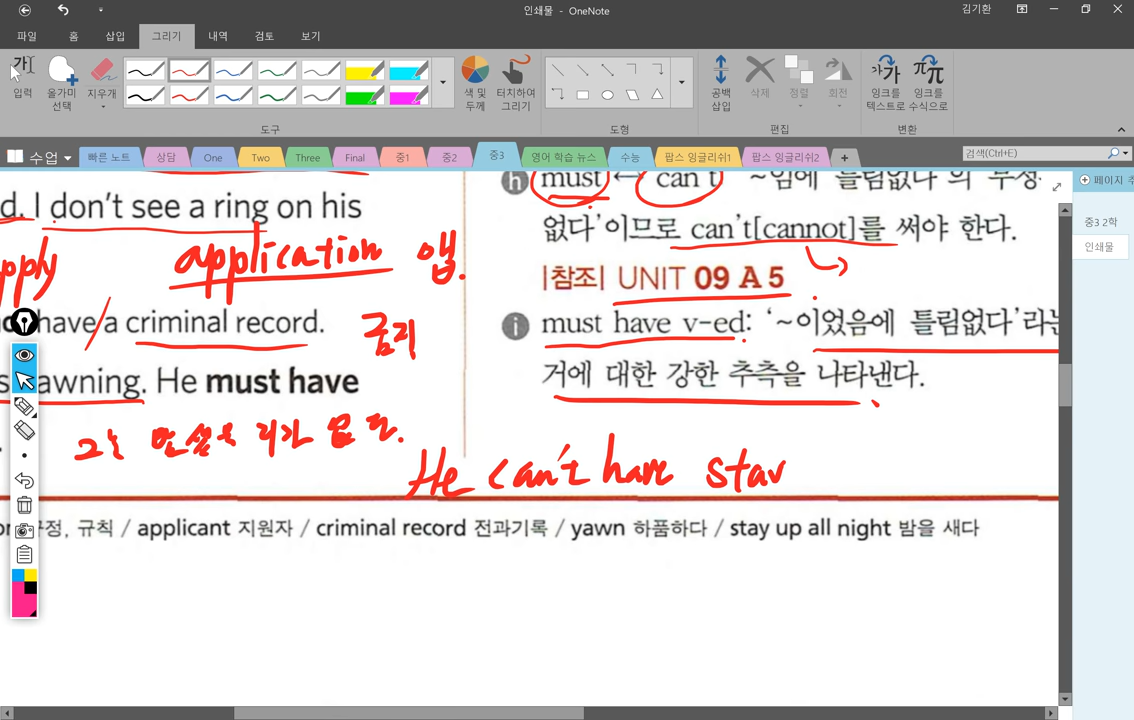 인쇄물 - OneNote
김기환
파일 홈 삽입 그리기 내역 검토 보기
입력
올가미 선택
지우개
색 및 두께
터치하여 그리기
공백 삽입
삭제
정렬
회전
잉크를 텍스트로
잉크를 수식으로
도구
도형
편집
변환
수업
빠른 노트
상담
One
Two
Three
Final
중1
중2
중3
영어 학습 뉴스
수능
팝스 잉글리쉬1
팝스 잉글리쉬2
검색(Ctrl+E)
페이지 추
중3 2학
인쇄물
d. I don't see a ring on his
pply application 앱.
have/a criminal record.
금지
awning. He must have
그는 리가 없다.
h must ↔ can't '~임에 틀림없다'의 부정
없다'이므로 can't[cannot]를 써야 한다.
|참조| UNIT 09 A 5
i must have v-ed: '~이었음에 틀림없다'라는
거에 대한 강한 추측을 나타낸다.
He can't have stay
규정, 규칙 / applicant 지원자 / criminal record 전과기록 / yawn 하품하다 / stay up all night 밤을 새다